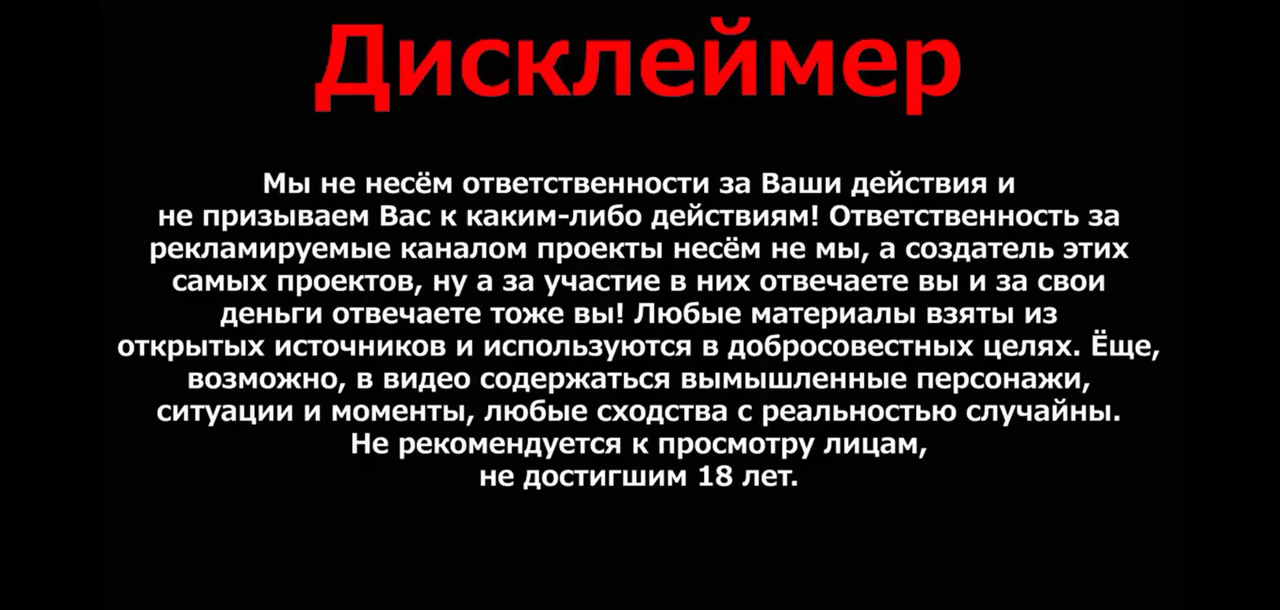 Дисклеймер
Мы не несём ответственности за Ваши действия и
не призываем Вас к каким-либо действиям! Ответственность за
рекламируемые каналом проекты несём не мы, а создатель этих
самых проектов, ну а за участие в них отвечаете вы и за свои
деньги отвечаете тоже вы! Любые материалы взяты из
открытых источников и используются в добросовестных целях. Ёще,
возможно, в видео содержаться вымышленные персонажи,
ситуации и моменты, любые сходства с реальностью случайны.
Не рекомендуется к просмотру лицам,
не достигшим 18 лет.